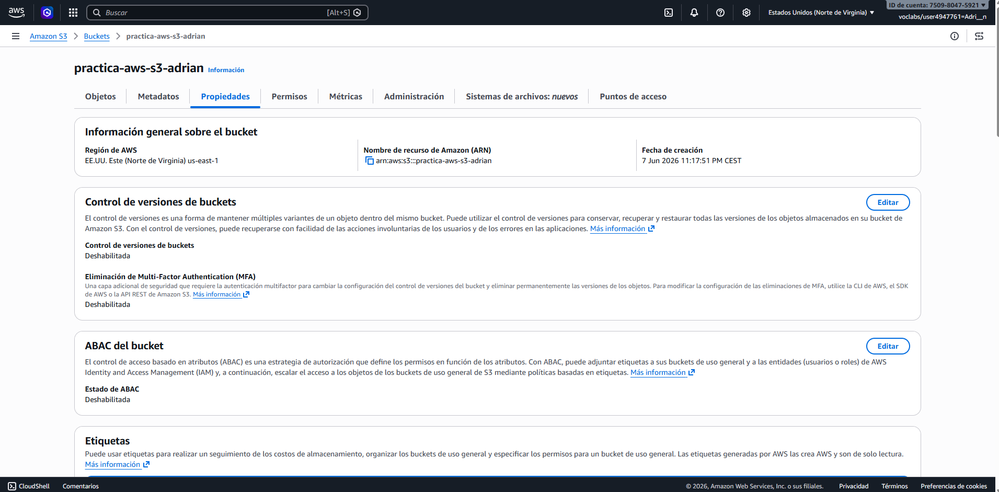 aws
Buscar
[Alt+S]
Estados Unidos (Norte de Virginia)
ID de cuenta: 7509-8047-5921
voclabs/user4947761=Adri__n
Amazon S3
Buckets
practica-aws-s3-adrian
practica-aws-s3-adrian Información
Objetos
Metadatos
Propiedades
Permisos
Métricas
Administración
Sistemas de archivos: nuevos
Puntos de acceso
Información general sobre el bucket
Región de AWS
EE.UU. Este (Norte de Virginia) us-east-1
Nombre de recurso de Amazon (ARN)
arn:aws:s3:::practica-aws-s3-adrian
Fecha de creación
7 Jun 2026 11:17:51 PM CEST
Control de versiones de buckets
Editar
El control de versiones es una forma de mantener múltiples variantes de un objeto dentro del mismo bucket. Puede utilizar el control de versiones para conservar, recuperar y restaurar todas las versiones de los objetos almacenados en su bucket de
Amazon S3. Con el control de versiones, puede recuperarse con facilidad de las acciones involuntarias de los usuarios y de los errores en las aplicaciones. Más información
Control de versiones de buckets
Deshabilitada
Eliminación de Multi-Factor Authentication (MFA)
Una capa adicional de seguridad que requiere la autenticación multifactor para cambiar la configuración del control de versiones del bucket y eliminar permanentemente las versiones de los objetos. Para modificar la configuración de las eliminaciones de MFA, utilice la CLI de AWS, el SDK
de AWS o la API REST de Amazon S3. Más información
Deshabilitada
ABAC del bucket
Editar
El control de acceso basado en atributos (ABAC) es una estrategia de autorización que define los permisos en función de los atributos. Con ABAC, puede adjuntar etiquetas a sus buckets de uso general y a las entidades (usuarios o roles) de AWS
Identity and Access Management (IAM) y, a continuación, escalar el acceso a los objetos de los buckets de uso general de S3 mediante políticas basadas en etiquetas. Más información
Estado de ABAC
Deshabilitada
Etiquetas
Puede usar etiquetas para realizar un seguimiento de los costos de almacenamiento, organizar los buckets de uso general y especificar los permisos para un bucket de uso general. Las etiquetas generadas por AWS las crea AWS y son de solo lectura.
Más información
CloudShell
Comentarios
© 2026, Amazon Web Services, Inc. o sus filiales.
Privacidad
Términos
Preferencias de cookies